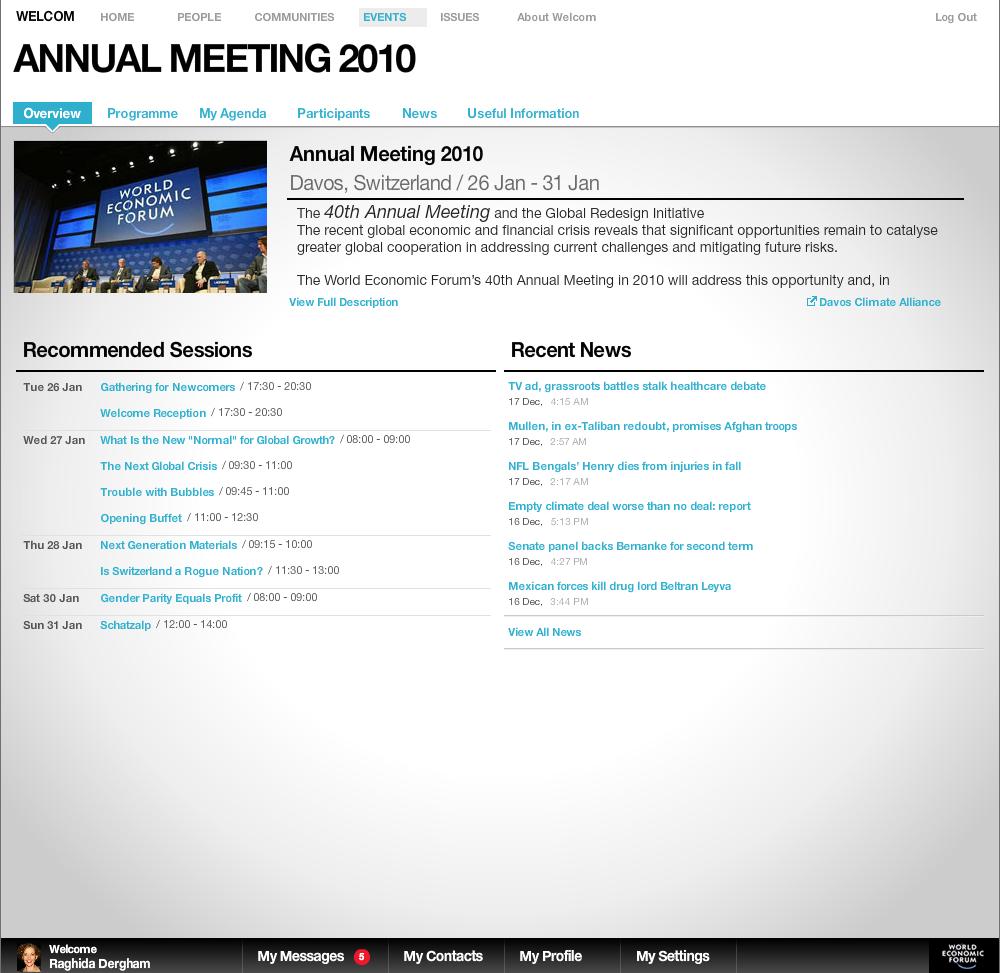 WELCOM HOME PEOPLE COMMUNITIES EVENTS ISSUES About Welcom Log Out
ANNUAL MEETING 2010
Overview Programme My Agenda Participants News Useful Information
WORLD
ECONOMIC
FORUM
Annual Meeting 2010
Davos, Switzerland / 26 Jan - 31 Jan
The 40th Annual Meeting and the Global Redesign Initiative
The recent global economic and financial crisis reveals that significant opportunities remain to catalyse
greater global cooperation in addressing current challenges and mitigating future risks.
The World Economic Forum's 40th Annual Meeting in 2010 will address this opportunity and, in
View Full Description
Davos Climate Alliance
Recommended Sessions
Tue 26 Jan Gathering for Newcomers / 17:30 - 20:30
Welcome Reception / 17:30 - 20:30
Wed 27 Jan What Is the New "Normal" for Global Growth? / 08:00 - 09:00
The Next Global Crisis / 09:30 - 11:00
Trouble with Bubbles / 09:45 - 11:00
Opening Buffet / 11:00 - 12:30
Thu 28 Jan Next Generation Materials / 09:15 - 10:00
Is Switzerland a Rogue Nation? / 11:30 - 13:00
Sat 30 Jan Gender Parity Equals Profit / 08:00 - 09:00
Sun 31 Jan Schatzalp / 12:00 - 14:00
Recent News
TV ad, grassroots battles stalk healthcare debate
17 Dec, 4:15 AM
Mullen, in ex-Taliban redoubt, promises Afghan troops
17 Dec, 2:57 AM
NFL Bengals' Henry dies from injuries in fall
17 Dec, 2:17 AM
Empty climate deal worse than no deal: report
16 Dec, 5:13 PM
Senate panel backs Bernanke for second term
16 Dec, 4:27 PM
Mexican forces kill drug lord Beltran Leyva
16 Dec, 3:44 PM
View All News
Welcome
Raghida Dergham
My Messages 5 My Contacts My Profile My Settings
WORLD
ECONOMIC
FORUM